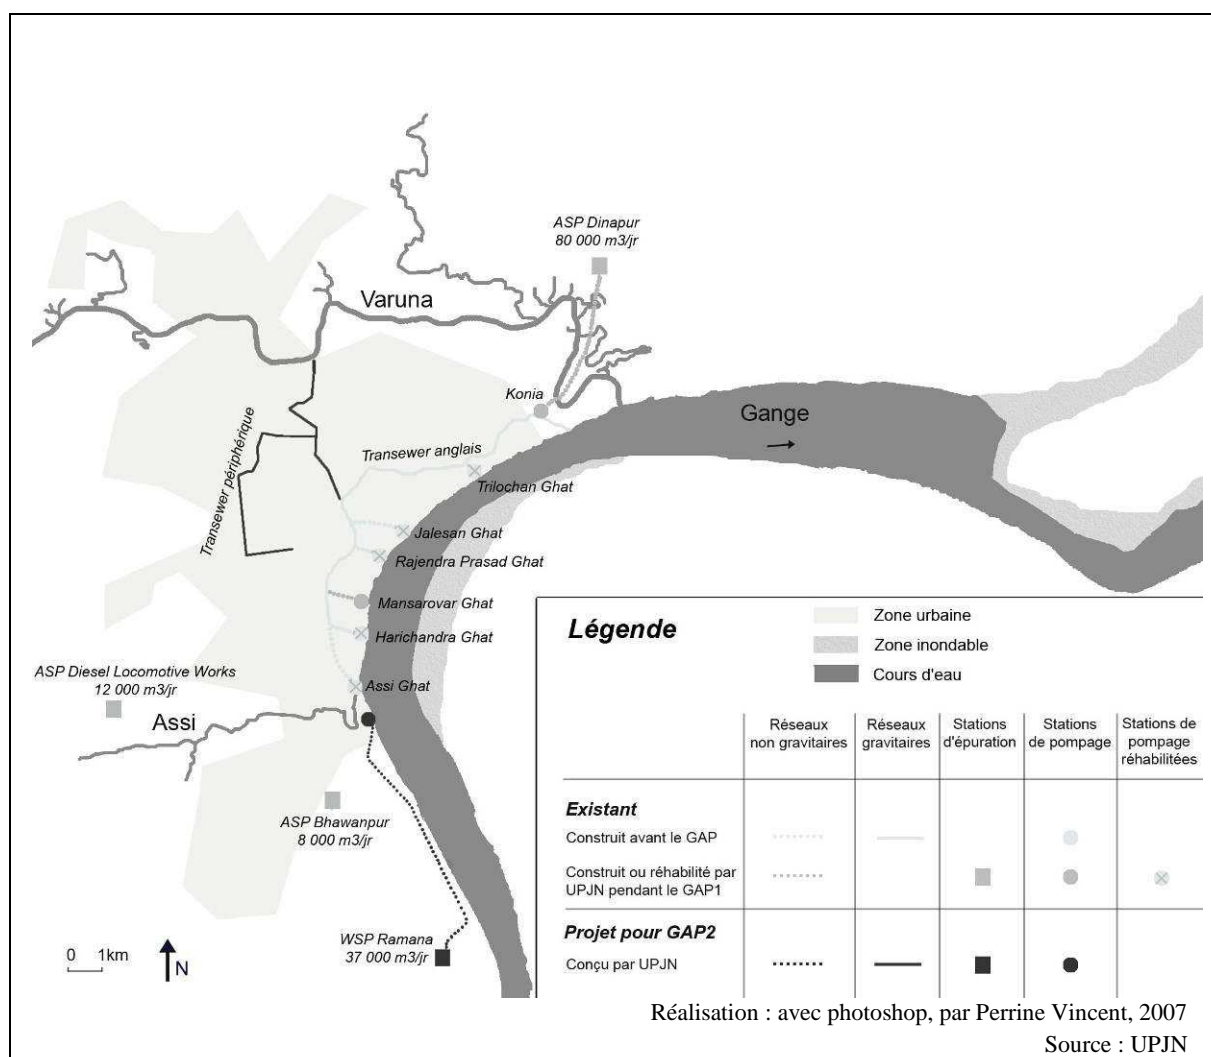 ASP Dinapur
80 000 m3/jr
Varuna
Konia
Gange
Transewer périphérique
Transewer anglais
Trilochan Ghat
Jalesan Ghat
Rajendra Prasad Ghat
Mansarovar Ghat
Harichandra Ghat
ASP Diesel Locomotive Works
12 000 m3/jr
Assi Ghat
Assi
ASP Bhawanpur
8 000 m3/jr
WSP Ramana
37 000 m3/jr
0 1km
N
Légende
Zone urbaine
Zone inondable
Cours d'eau
Réseaux
non gravitaires
Réseaux
gravitaires
Stations
d'épuration
Stations
de pompage
Stations de
pompage
réhabilitées
Existant
Construit avant le GAP
Construit ou réhabilité par
UPJN pendant le GAP1
Projet pour GAP2
Conçu par UPJN
Réalisation : avec photoshop, par Perrine Vincent, 2007
Source : UPJN